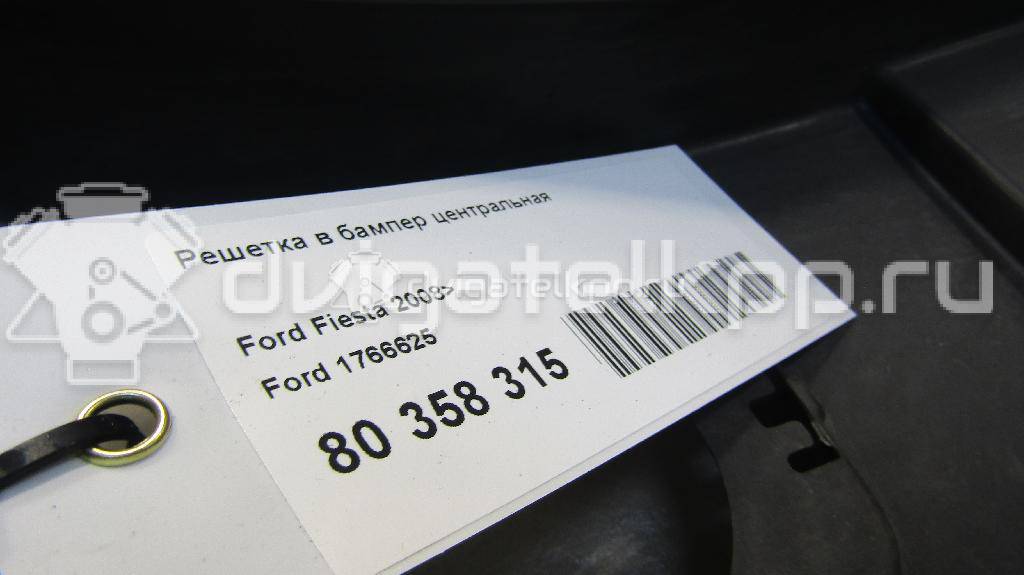 Решетка в бампер центральная
Ford Fiesta 2008>
Ford 1766625
80 358 315
dvigatelkpp.ru